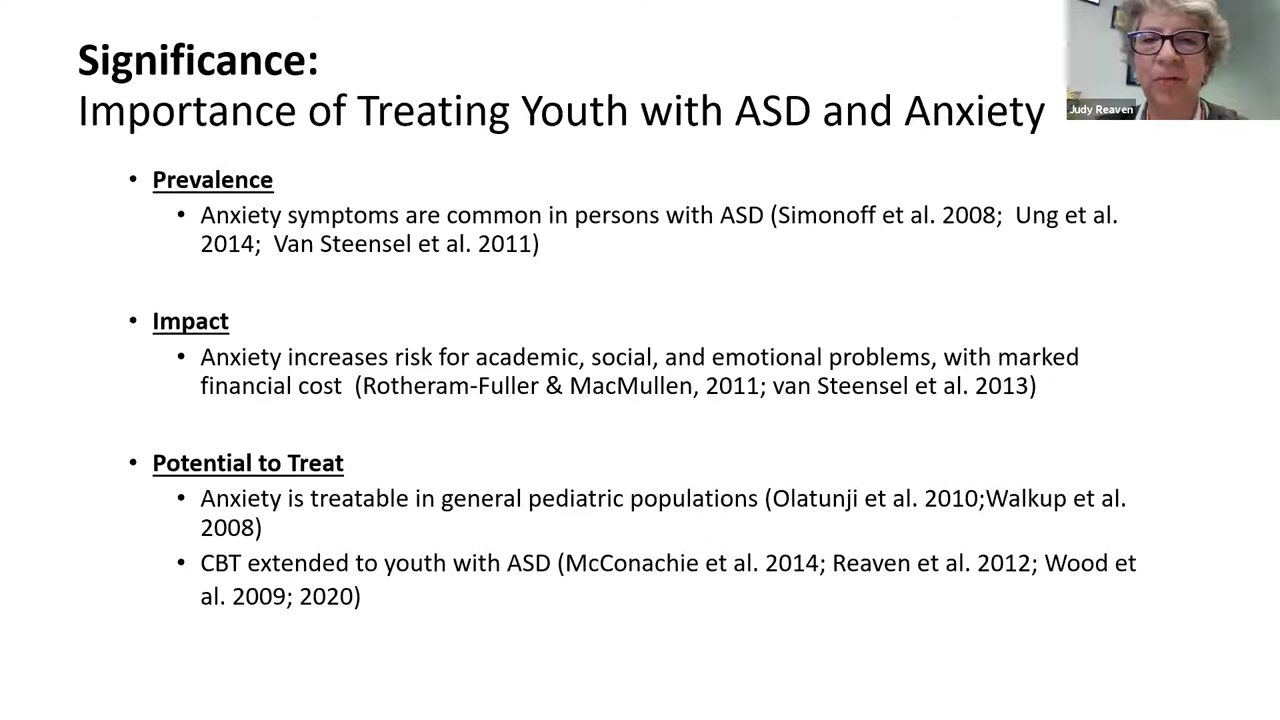 Significance:
Importance of Treating Youth with ASD and Anxiety
Judy Reaven
• Prevalence
• Anxiety symptoms are common in persons with ASD (Simonoff et al. 2008;  Ung et al.
2014;  Van Steensel et al. 2011)
• Impact
• Anxiety increases risk for academic, social, and emotional problems, with marked
financial cost  (Rotheram-Fuller & MacMullen, 2011; van Steensel et al. 2013)
• Potential to Treat
• Anxiety is treatable in general pediatric populations (Olatunji et al. 2010;Walkup et al.
2008)
• CBT extended to youth with ASD (McConachie et al. 2014; Reaven et al. 2012; Wood et
al. 2009; 2020)